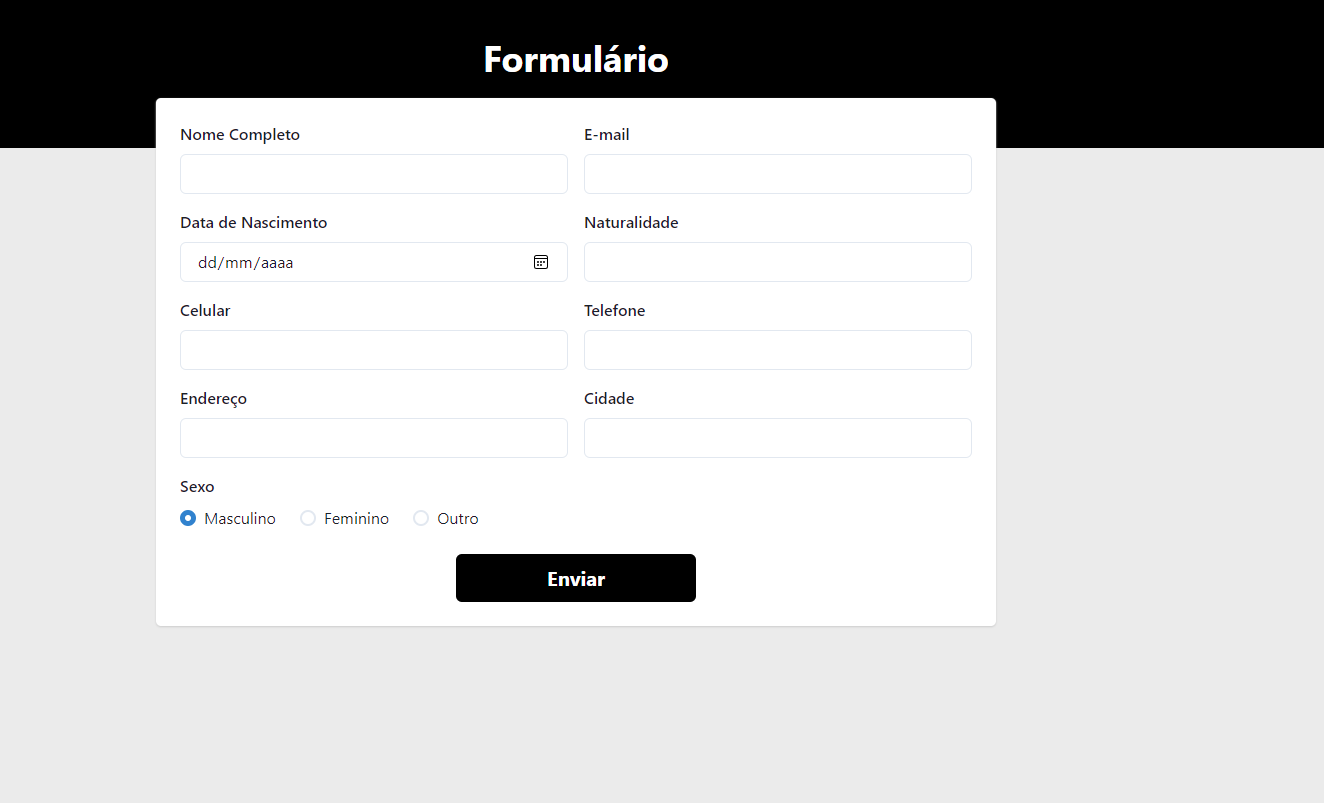 Formulário
Nome Completo
E-mail
Data de Nascimento
Naturalidade
dd/mm/aaaa
Celular
Telefone
Endereço
Cidade
Sexo
Masculino Feminino Outro
Enviar